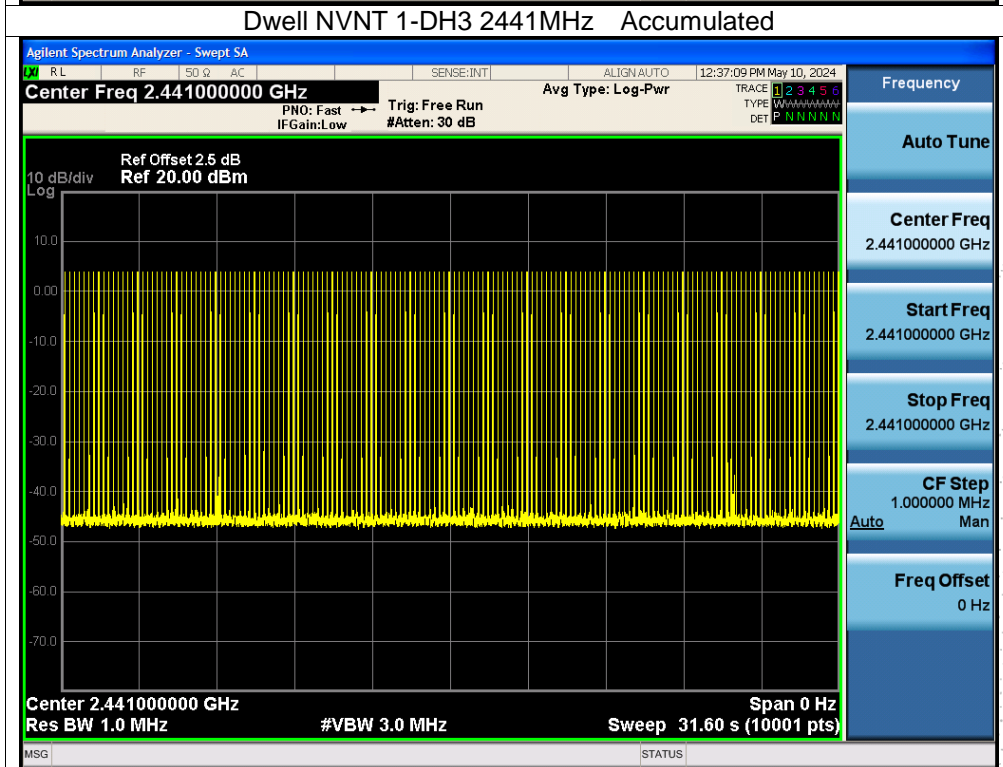 Dwell NVNT 1-DH3 2441MHz Accumulated
Agilent Spectrum Analyzer - Swept SA
LXI RL RF 50 Ω AC SENSE:INT ALIGN AUTO 12:37:09 PM May 10, 2024
Center Freq 2.441000000 GHz
PNO: Fast
IFGain:Low
Trig: Free Run
#Atten: 30 dB
Avg Type: Log-Pwr
TRACE 1 2 3 4 5 6
TYPE WWWWWW
DET P N N N N N
Ref Offset 2.5 dB
10 dB/div Ref 20.00 dBm
Log
10.0
0.00
-10.0
-20.0
-30.0
-40.0
-50.0
-60.0
-70.0
Center 2.441000000 GHz Span 0 Hz
Res BW 1.0 MHz #VBW 3.0 MHz Sweep 31.60 s (10001 pts)
MSG STATUS
Frequency
Auto Tune
Center Freq
2.441000000 GHz
Start Freq
2.441000000 GHz
Stop Freq
2.441000000 GHz
CF Step
1.000000 MHz
Auto Man
Freq Offset
0 Hz